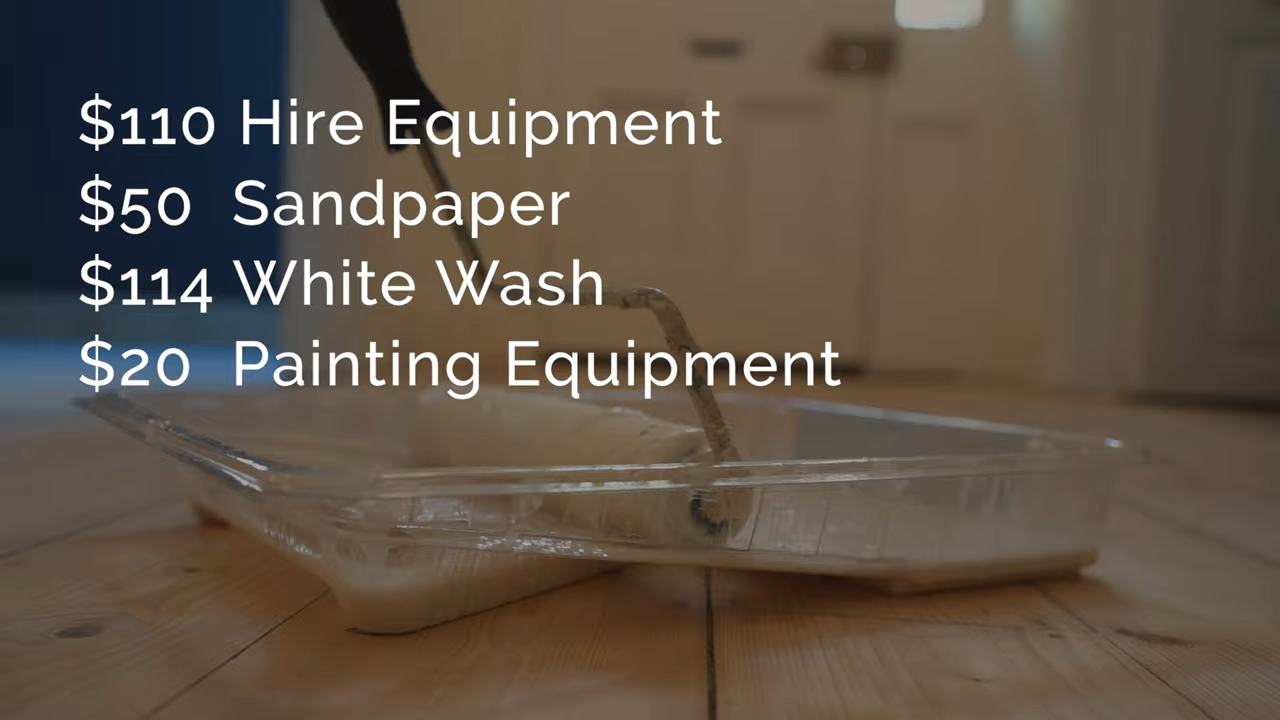 $110 Hire Equipment
$50 Sandpaper
$114 White Wash
$20 Painting Equipment